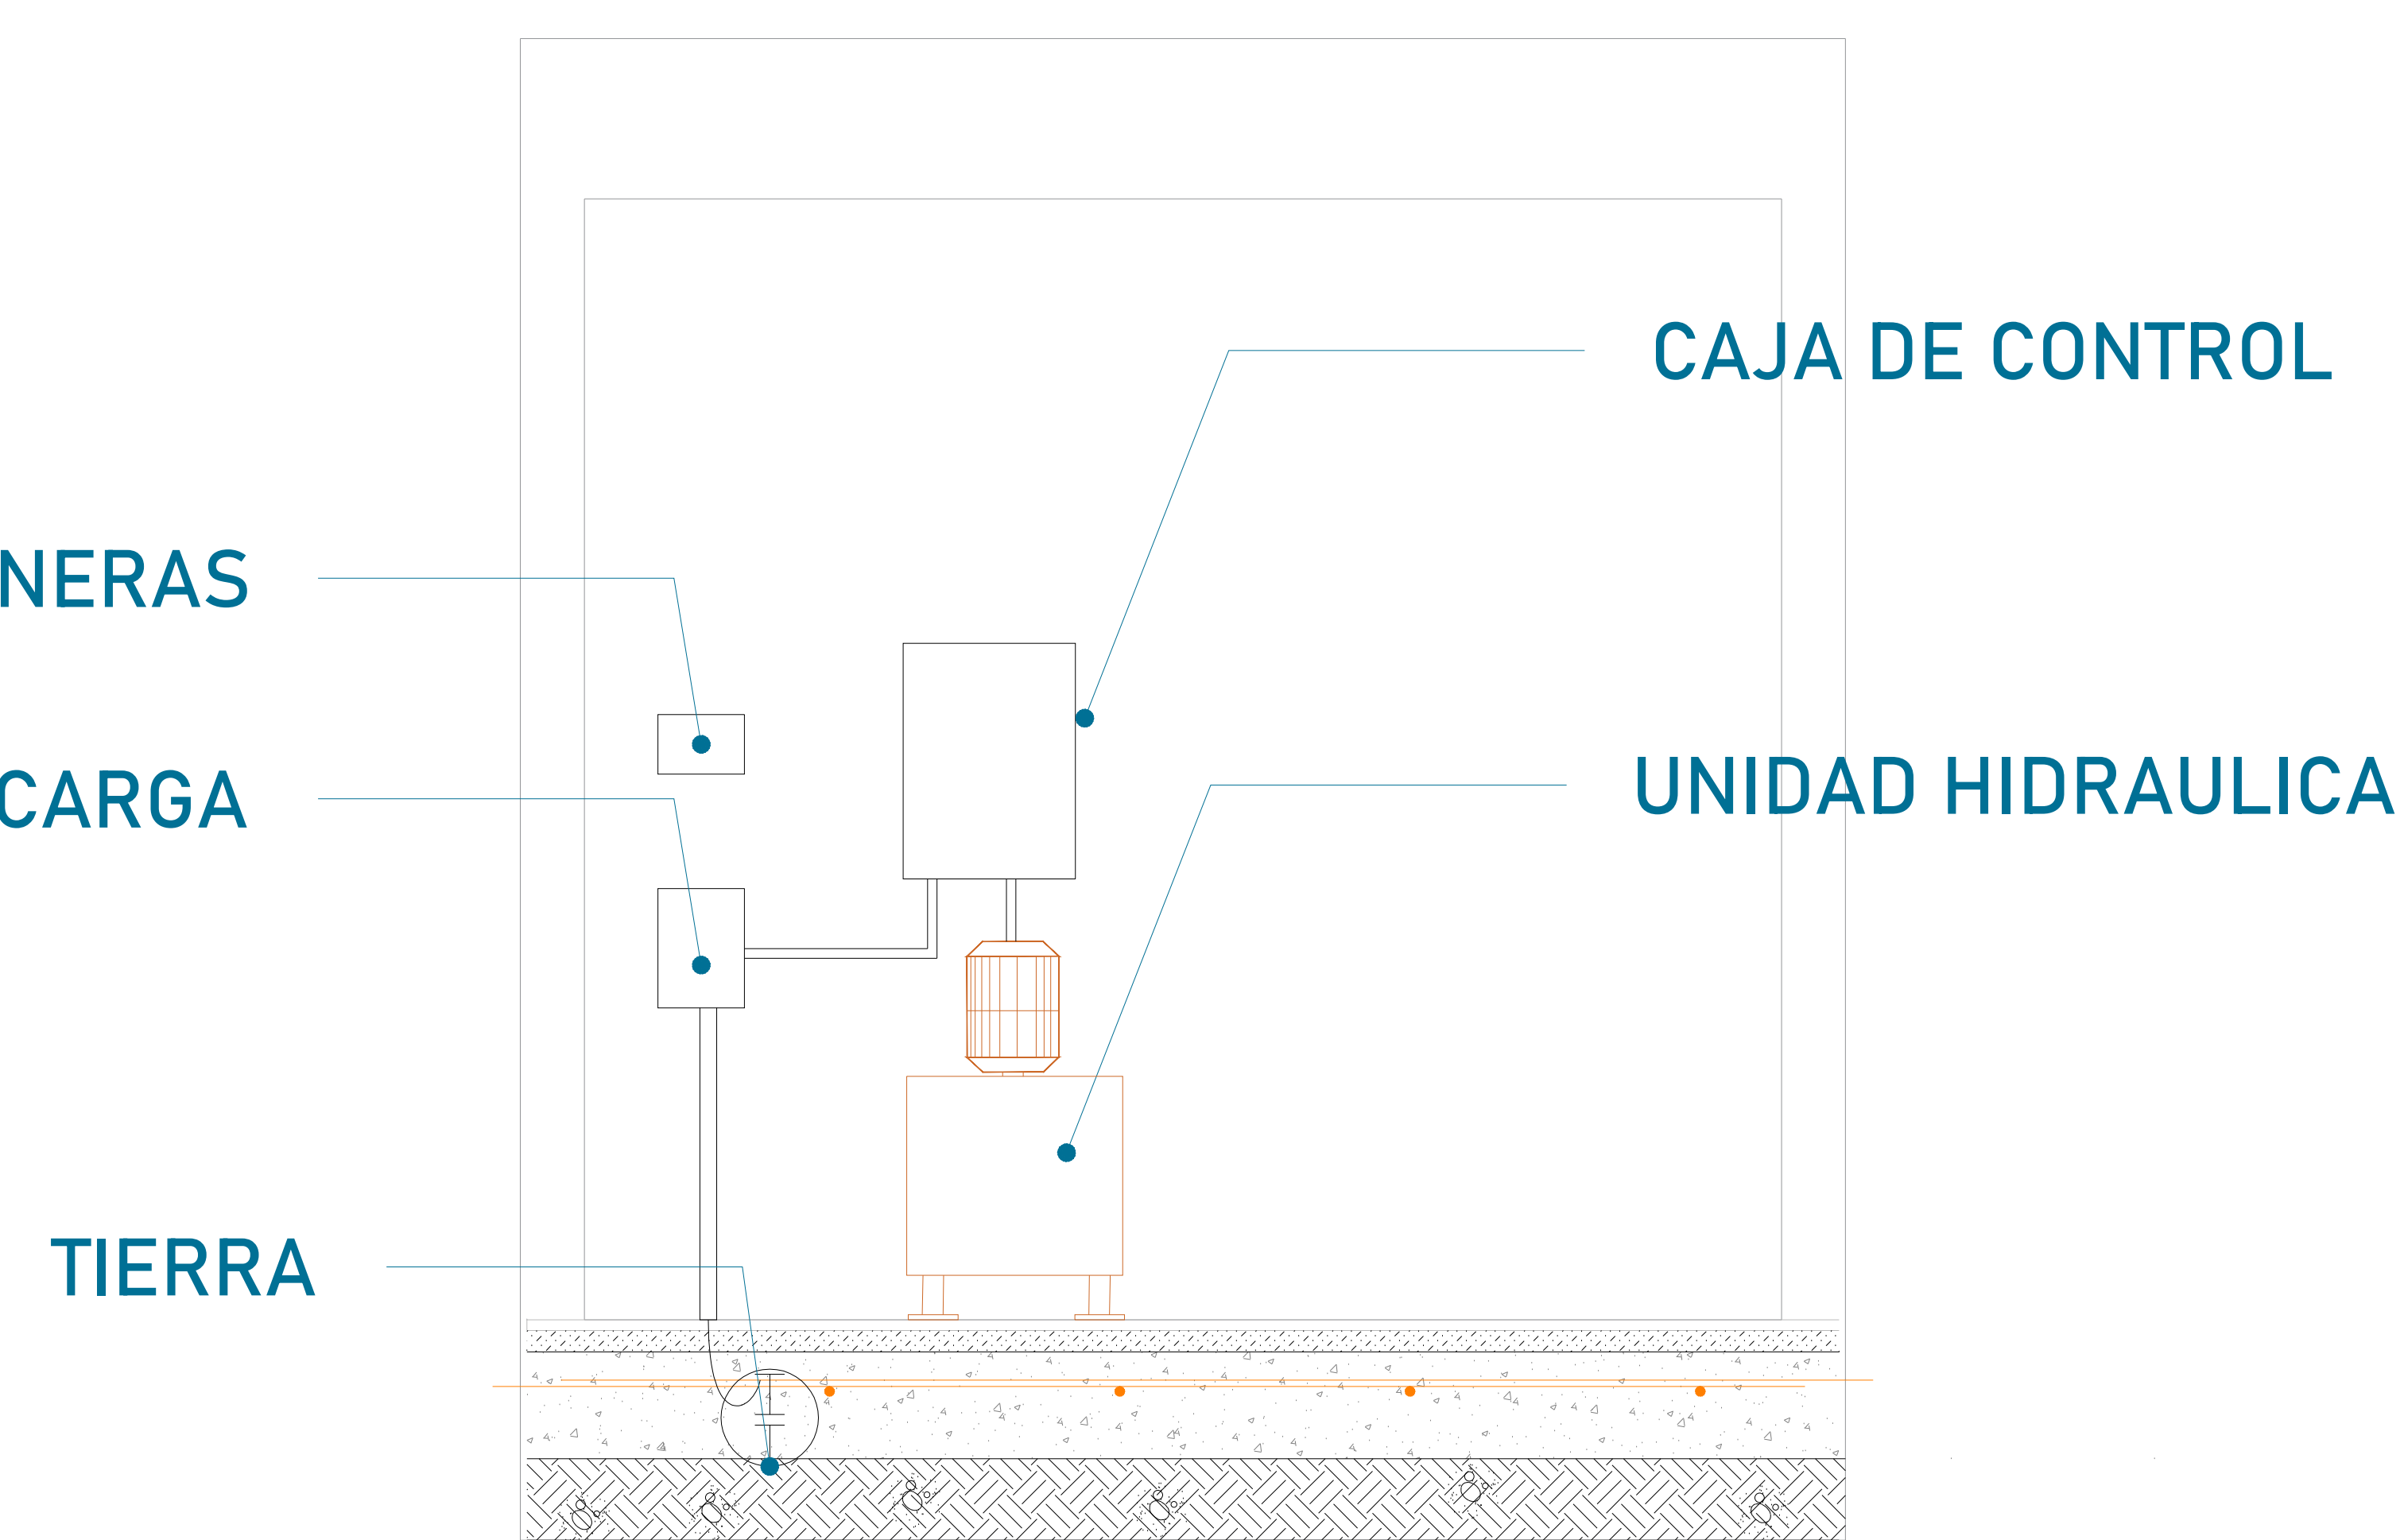 CAJA DE CONTROL
NERAS
CARGA
UNIDAD HIDRAULICA
TIERRA